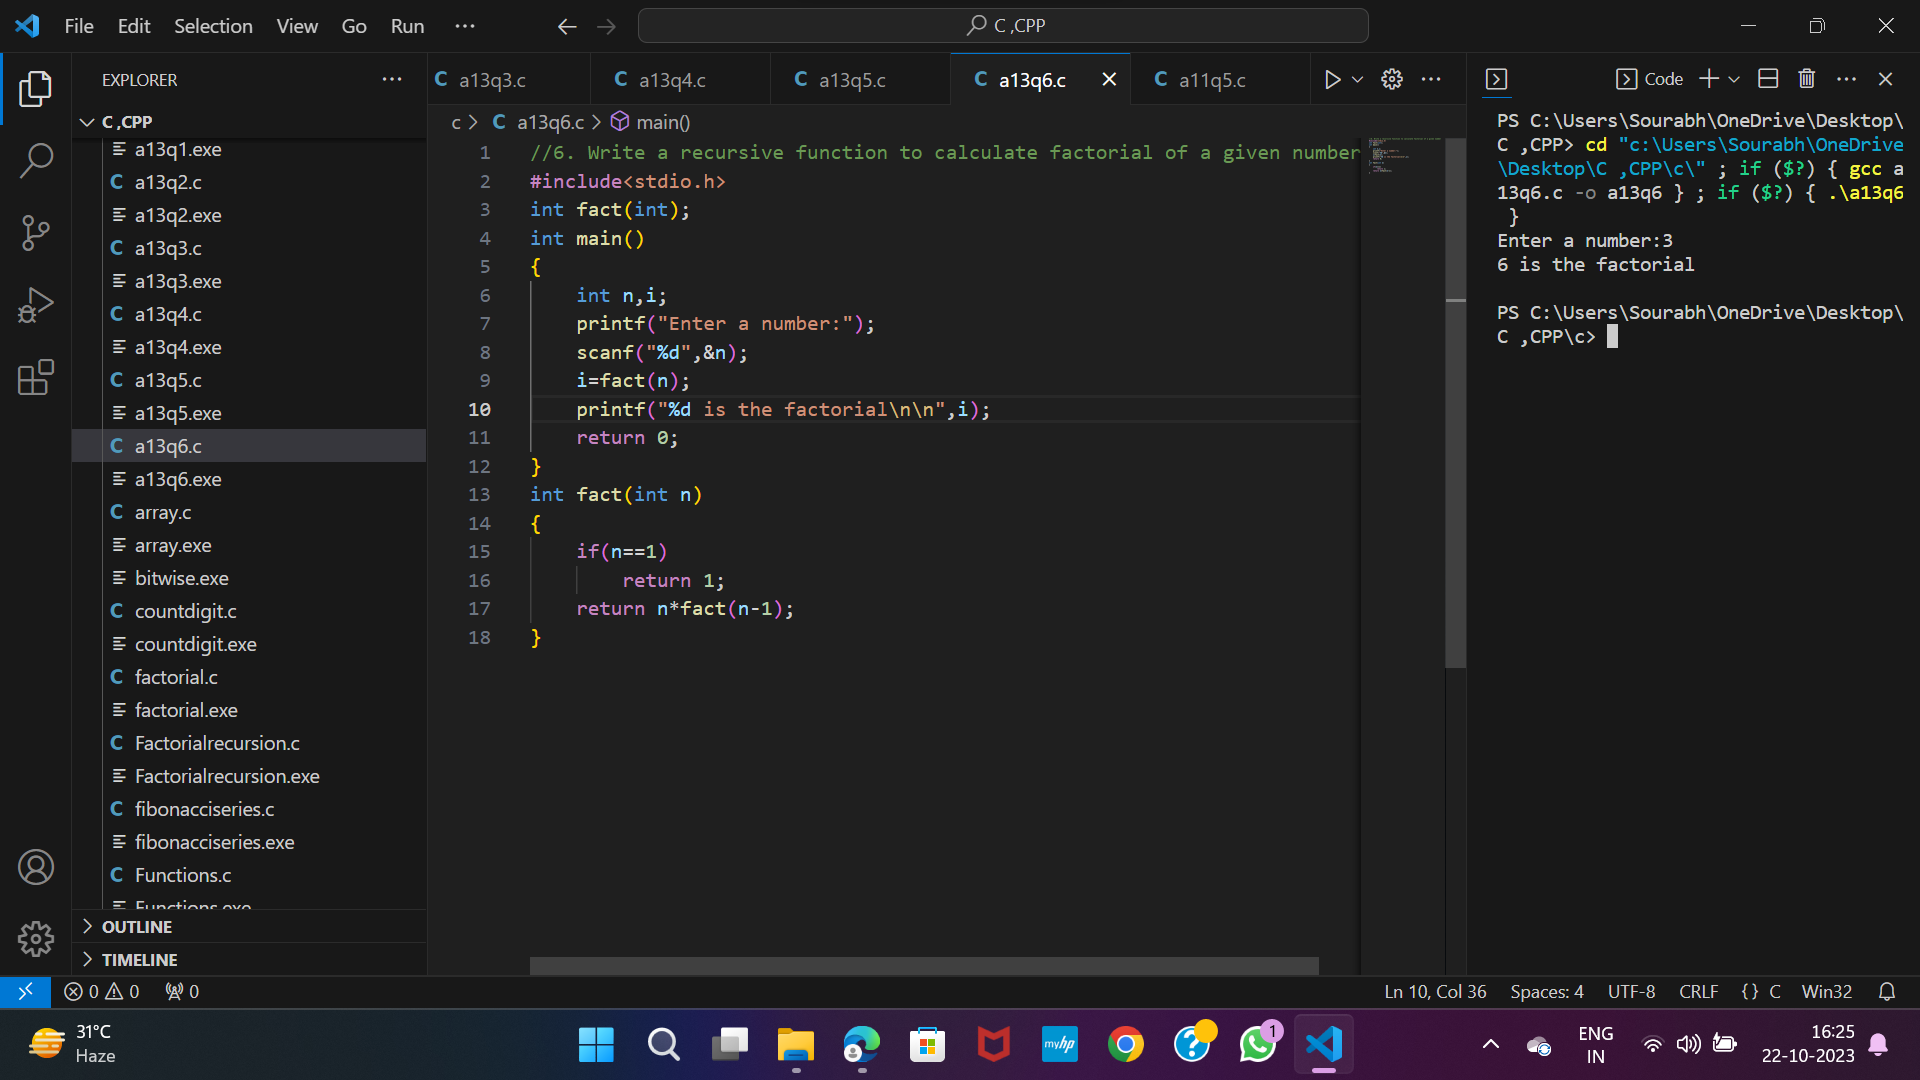 File Edit Selection View Go Run ···
C ,CPP
EXPLORER ···
C ,CPP
a13q1.exe
C a13q2.c
a13q2.exe
C a13q3.c
a13q3.exe
C a13q4.c
a13q4.exe
C a13q5.c
a13q5.exe
C a13q6.c
a13q6.exe
C array.c
array.exe
bitwise.exe
C countdigit.c
countdigit.exe
C factorial.c
factorial.exe
C Factorialrecursion.c
Factorialrecursion.exe
C fibonacciseries.c
fibonacciseries.exe
C Functions.c
Functions.exe
OUTLINE
TIMELINE
C a13q3.c C a13q4.c C a13q5.c C a13q6.c C a11q5.c
c > C a13q6.c > main()
1 //6. Write a recursive function to calculate factorial of a given number
2 #include<stdio.h>
3 int fact(int);
4 int main()
5 {
6 int n,i;
7 printf("Enter a number:");
8 scanf("%d",&n);
9 i=fact(n);
10 printf("%d is the factorial\n\n",i);
11 return 0;
12 }
13 int fact(int n)
14 {
15 if(n==1)
16 return 1;
17 return n*fact(n-1);
18 }
Code
PS C:\Users\Sourabh\OneDrive\Desktop\
C ,CPP> cd "c:\Users\Sourabh\OneDrive
\Desktop\C ,CPP\c\" ; if ($?) { gcc a
13q6.c -o a13q6 } ; if ($?) { .\a13q6
}
Enter a number:3
6 is the factorial
PS C:\Users\Sourabh\OneDrive\Desktop\
C ,CPP\c>
0 0 0
Ln 10, Col 36 Spaces: 4 UTF-8 CRLF {} C Win32
31°C
Haze
myhp
1
ENG
IN
16:25
22-10-2023